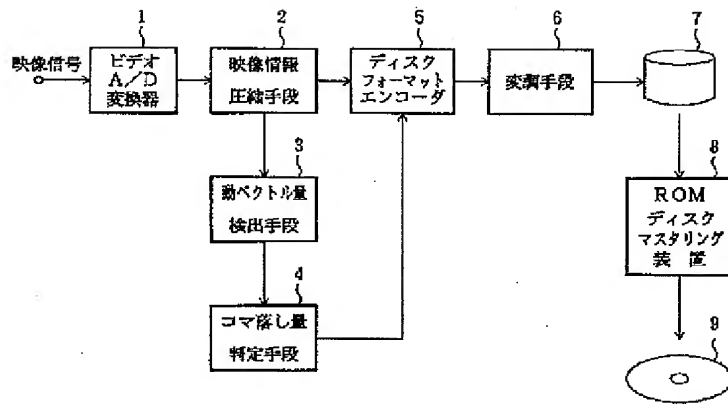 1
2
5
6
7
映像信号
ビデオ
A/D
変換器
映像情報
圧縮手段
ディスク
フォーマット
エンコーダ
変調手段
3
動ベクトル量
検出手段
8
ROM
ディスク
マスタリング
装置
4
コマ落し量
判定手段
9